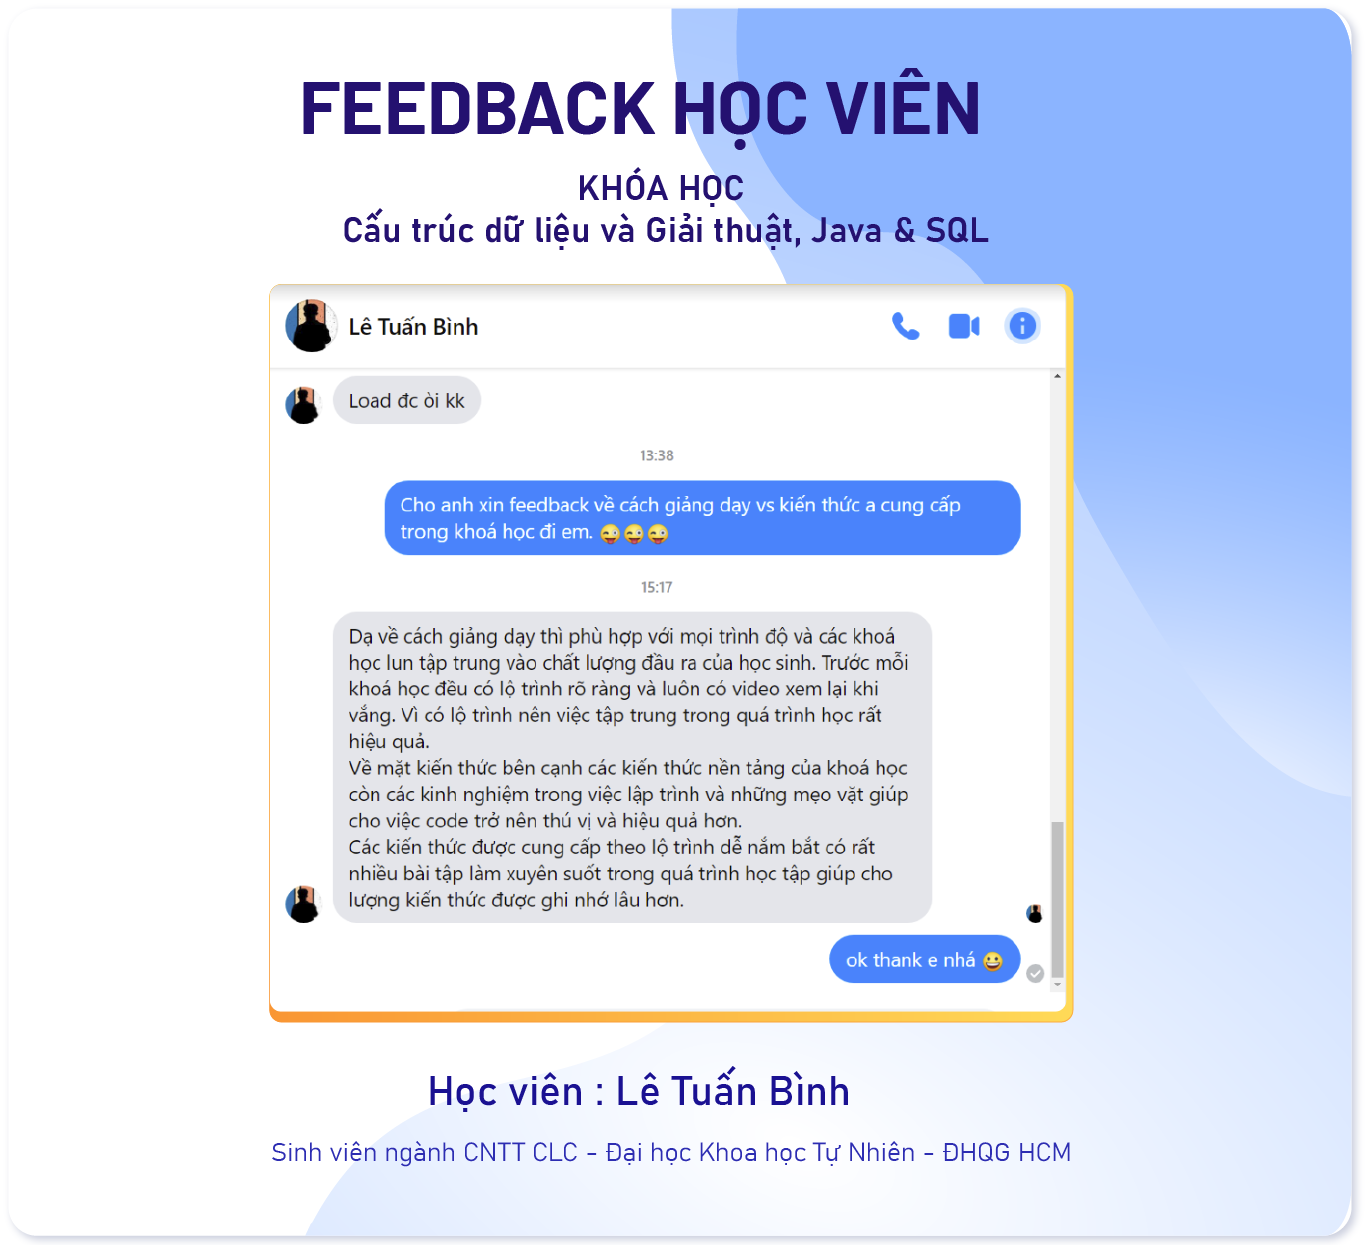 FEEDBACK HỌC VIÊN
KHÓA HỌC
Cấu trúc dữ liệu và Giải thuật, Java & SQL
Lê Tuấn Bình
Load đc òi kk
13:38
Cho anh xin feedback về cách giảng dạy vs kiến thức a cung cấp
trong khoá học đi em. 😜😜😜
15:17
Dạ về cách giảng dạy thì phù hợp với mọi trình độ và các khoá
học lun tập trung vào chất lượng đầu ra của học sinh. Trước mỗi
khoá học đều có lộ trình rõ ràng và luôn có video xem lại khi
vắng. Vì có lộ trình nên việc tập trung trong quá trình học rất
hiệu quả.
Về mặt kiến thức bên cạnh các kiến thức nền tảng của khoá học
còn các kinh nghiệm trong việc lập trình và những mẹo vặt giúp
cho việc code trở nên thú vị và hiệu quả hơn.
Các kiến thức được cung cấp theo lộ trình dễ nắm bắt có rất
nhiều bài tập làm xuyên suốt trong quá trình học tập giúp cho
lượng kiến thức được ghi nhớ lâu hơn.
ok thank e nhá 😀
Học viên : Lê Tuấn Bình
Sinh viên ngành CNTT CLC - Đại học Khoa học Tự Nhiên - ĐHQG HCM